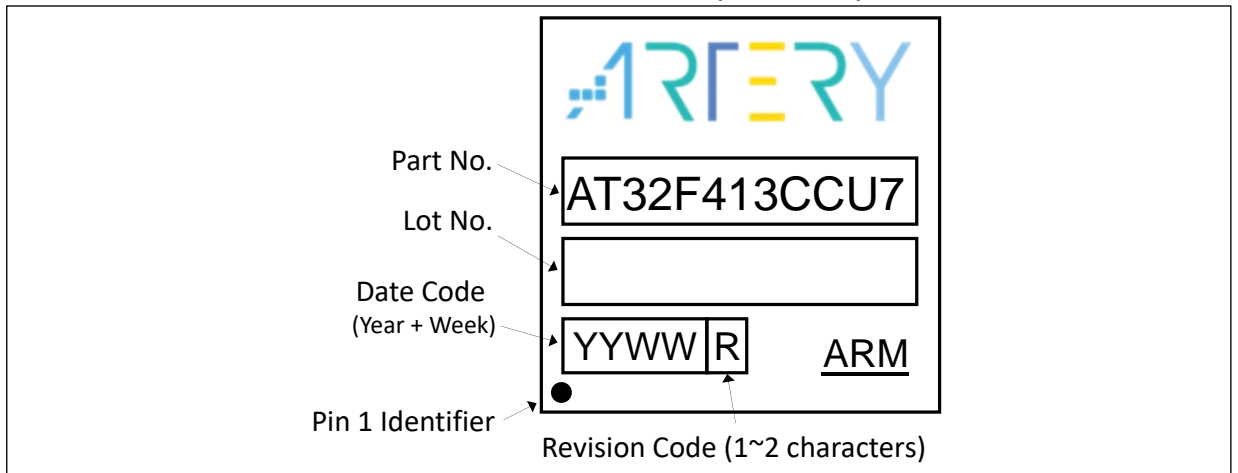 ARTERY
Part No.
AT32F413CCU7
Lot No.
Date Code
(Year + Week)
YYWW R
ARM
Pin 1 Identifier
Revision Code (1~2 characters)